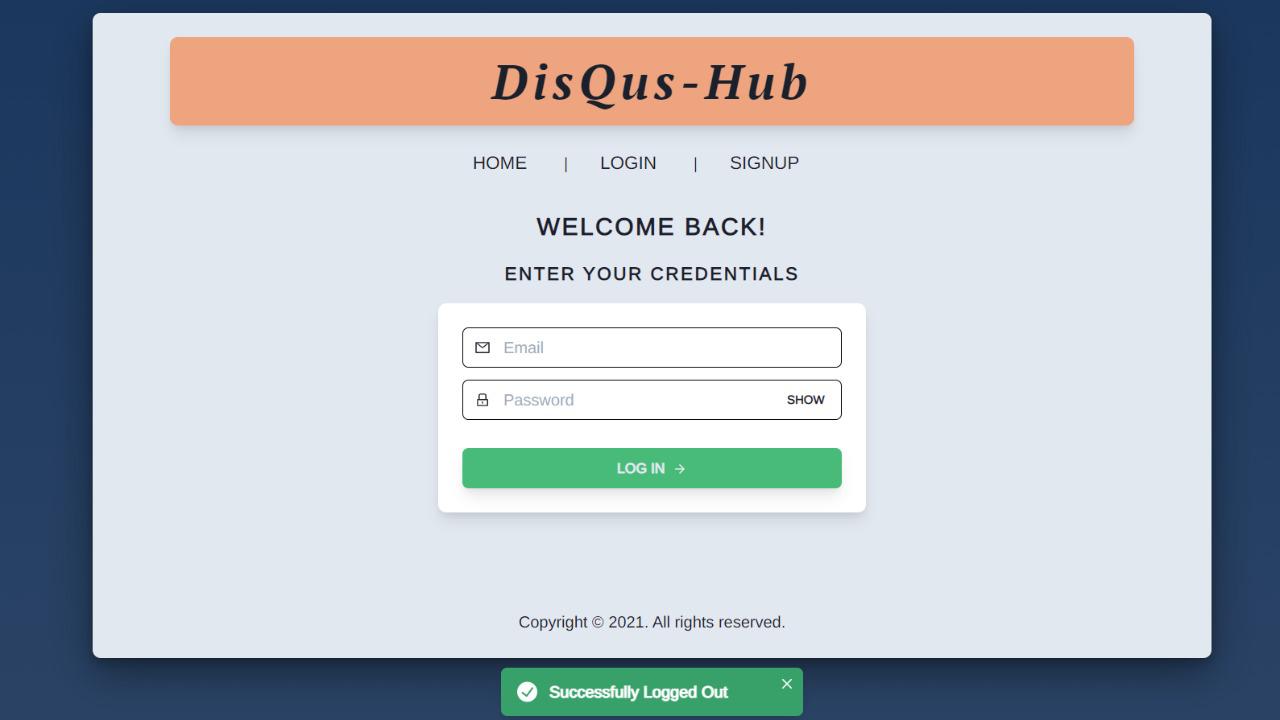 DisQus-Hub
HOME | LOGIN | SIGNUP
WELCOME BACK!
ENTER YOUR CREDENTIALS
Email
Password SHOW
LOG IN →
Copyright © 2021. All rights reserved.
Successfully Logged Out